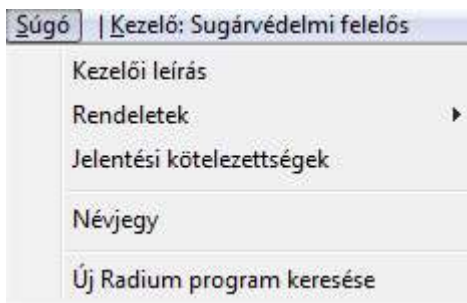 Súgó | Kezelő: Sugárvédelmi felelős
Kezelői leírás
Rendeletek
Jelentési kötelezettségek
Névjegy
Új Radium program keresése